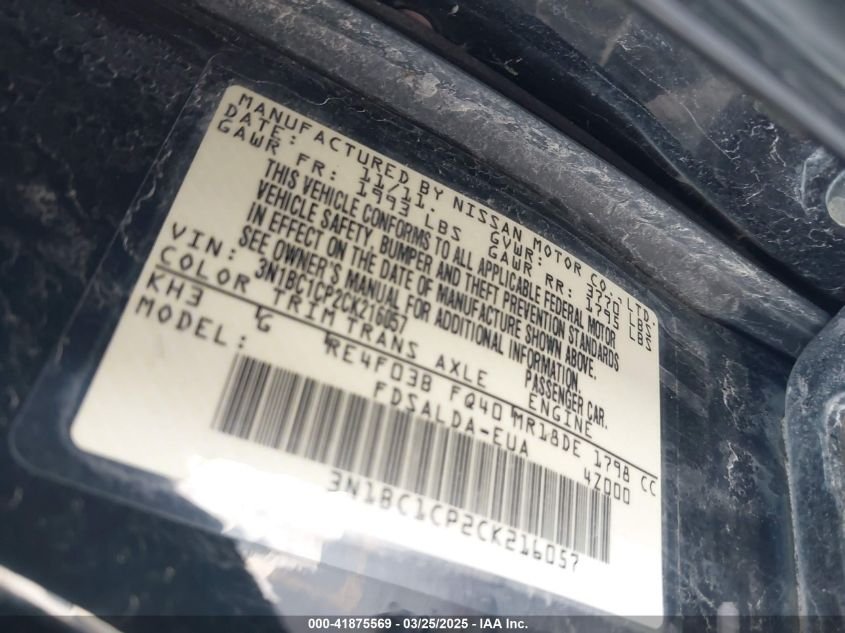 MANUFACTURED BY NISSAN MOTOR CO., LTD.
DATE: 11/11 GVWR: 3770 LBS
GAWR FR: 1993 LBS GAWR RR: 1795 LBS
THIS VEHICLE CONFORMS TO ALL APPLICABLE FEDERAL MOTOR
VEHICLE SAFETY, BUMPER AND THEFT PREVENTION STANDARDS
IN EFFECT ON THE DATE OF MANUFACTURE SHOWN ABOVE.
SEE OWNER'S MANUAL FOR ADDITIONAL INFORMATION.
VIN: 3N1BC1CP2CK216057 PASSENGER CAR.
COLOR TRIM TRANS AXLE ENGINE
KH3 G RE4F03B FQ40 MR18DE 1798 CC
MODEL: FDSALDA-EUA 4Z000
3N1BC1CP2CK216057
000-41875569 - 03/25/2025 - IAA Inc.